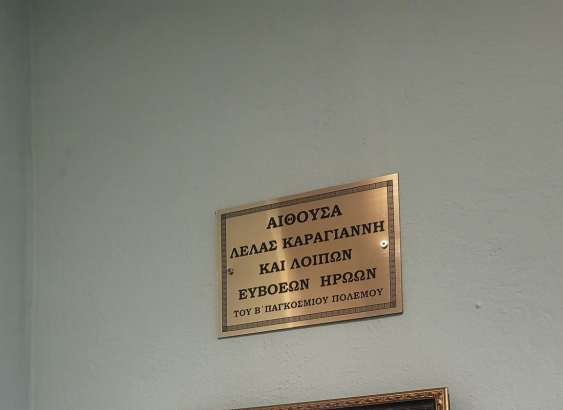 ΑΙΘΟΥΣΑ
ΛΕΛΑΣ ΚΑΡΑΓΙΑΝΝΗ
ΚΑΙ ΛΟΙΠΩΝ
ΕΥΒΟΕΩΝ ΗΡΩΩΝ
ΤΟΥ Β΄ ΠΑΓΚΟΣΜΙΟΥ ΠΟΛΕΜΟΥ